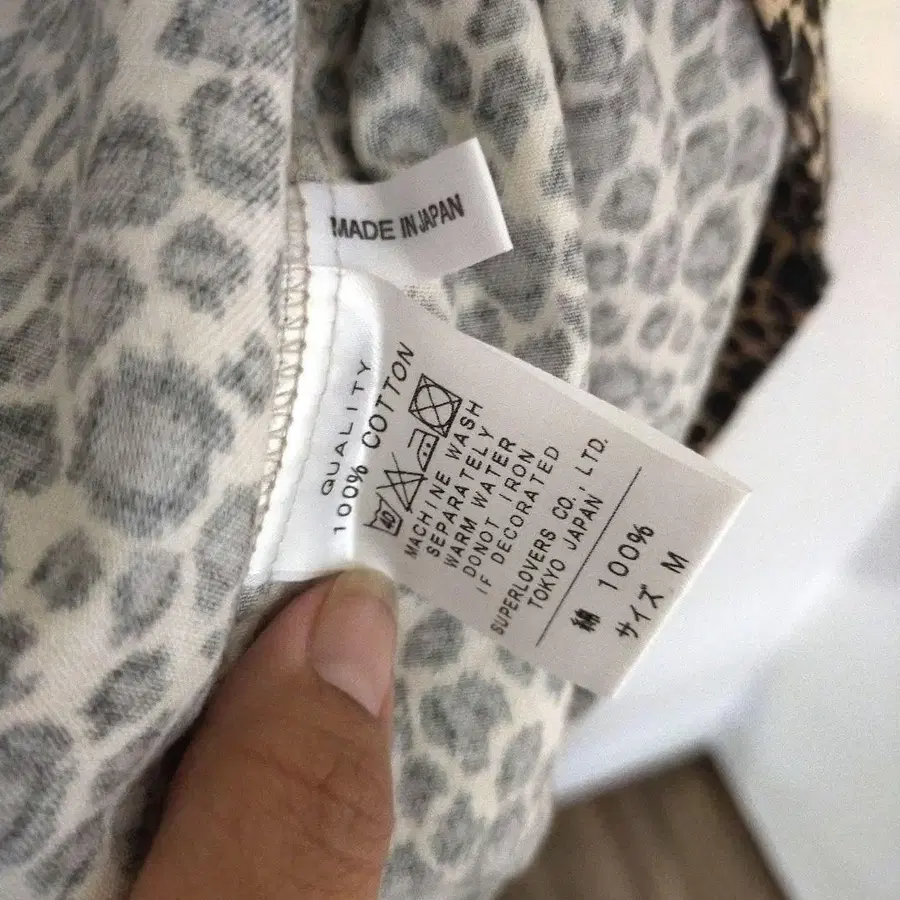 MADE IN JAPAN
QUALITY
100% COTTON
40
MACHINE WASH
SEPARATELY
WARM WATER
DONOT IRON
IF DECORATED
SUPERLOVERS CO.,' LTD.
TOKYO JAPAN'
綿 100%
サイズ M